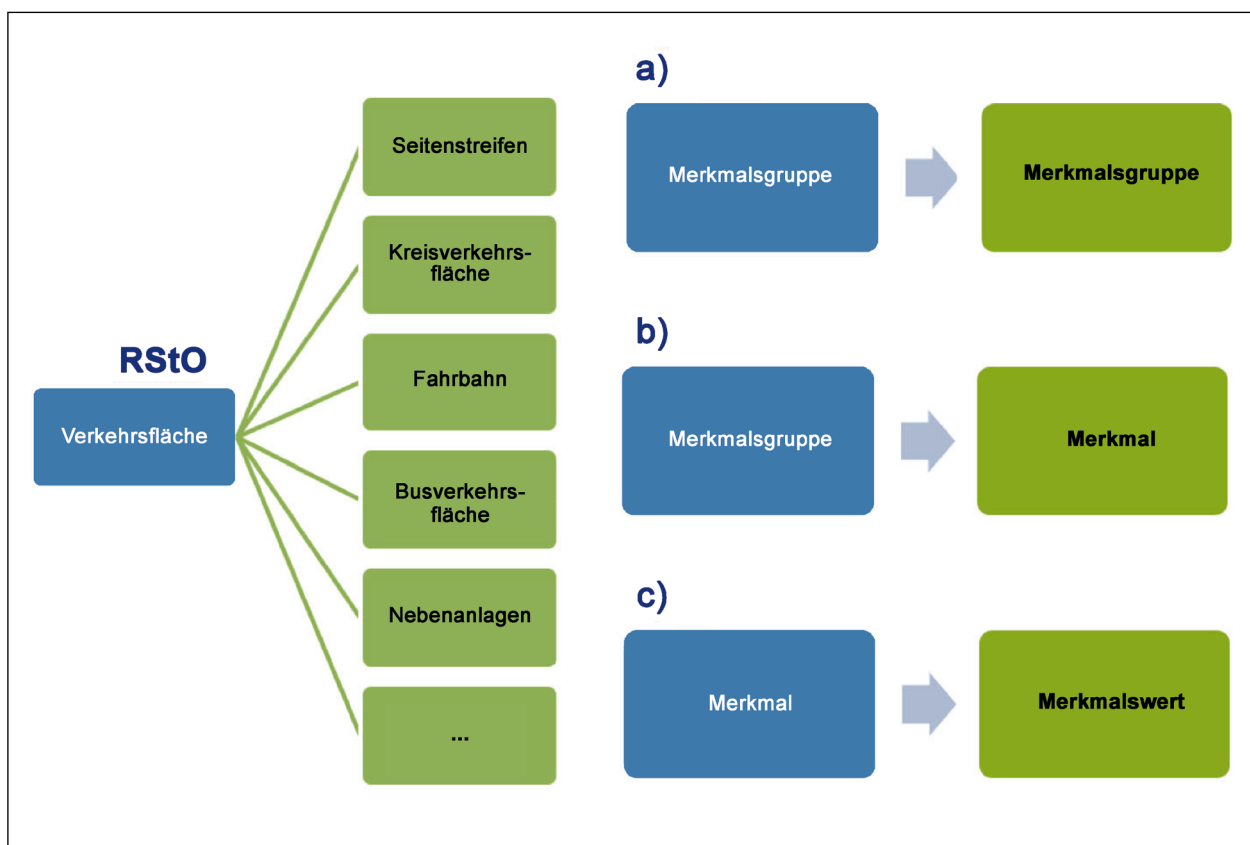 RStO
Verkehrsfläche
Seitenstreifen
Kreisverkehrs-
fläche
Fahrbahn
Busverkehrs-
fläche
Nebenanlagen
...
a)
Merkmalsgruppe
Merkmalsgruppe
b)
Merkmalsgruppe
Merkmal
c)
Merkmal
Merkmalswert